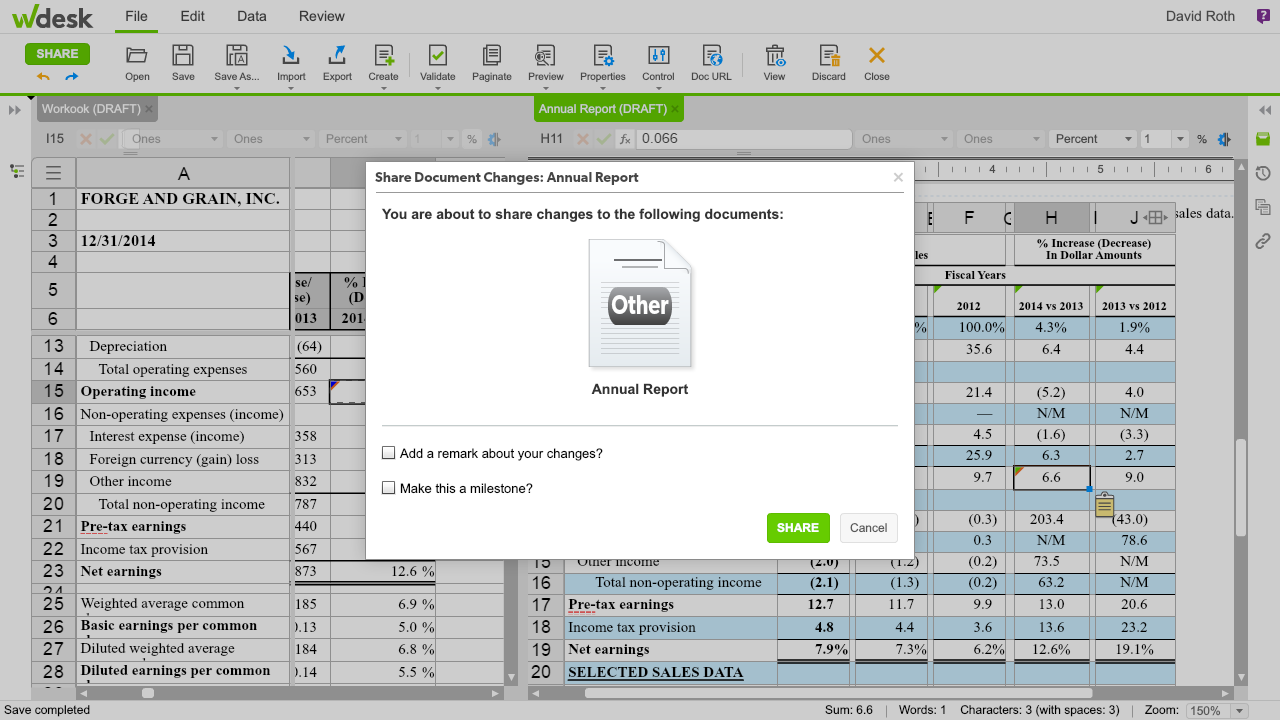 wdesk File Edit Data Review David Roth ?
SHARE Open Save Save As... Import Export Create Validate Paginate Preview Properties Control Doc URL View Discard Close
Workook (DRAFT) × Annual Report (DRAFT) ×
I15 Ones Ones Percent 1 % H11 fx 0.066 Ones Ones Percent 1 %
A
1 FORGE AND GRAIN, INC.
2
3 12/31/2014
4
5
6
13 Depreciation (64)
14 Total operating expenses 560
15 Operating income 653
16 Non-operating expenses (income)
17 Interest expense (income) 358
18 Foreign currency (gain) loss 313
19 Other income 832
20 Total non-operating income 787
21 Pre-tax earnings 440
22 Income tax provision 567
23 Net earnings 873 12.6 %
24
25 Weighted average common 185 6.9 %
26 Basic earnings per common 0.13 5.0 %
27 Diluted weighted average 184 6.8 %
28 Diluted earnings per common 0.14 5.5 %
Share Document Changes: Annual Report ×
You are about to share changes to the following documents:
Other
Annual Report
Add a remark about your changes?
Make this a milestone?
SHARE Cancel
4 5 6
F H J sales data.
% Increase (Decrease)
In Dollar Amounts
Fiscal Years
2012 2014 vs 2013 2013 vs 2012
% 100.0% 4.3% 1.9%
35.6 6.4 4.4
21.4 (5.2) 4.0
— N/M N/M
4.5 (1.6) (3.3)
25.9 6.3 2.7
9.7 6.6 9.0
(0.3) 203.4 (43.0)
0.3 N/M 78.6
15 Other income (2.0) (1.2) (0.2) 73.5 N/M
16 Total non-operating income (2.1) (1.3) (0.2) 63.2 N/M
17 Pre-tax earnings 12.7 11.7 9.9 13.0 20.6
18 Income tax provision 4.8 4.4 3.6 13.6 23.2
19 Net earnings 7.9% 7.3% 6.2% 12.6% 19.1%
20 SELECTED SALES DATA
Save completed Sum: 6.6 | Words: 1 Characters: 3 (with spaces: 3) | Zoom: 150%